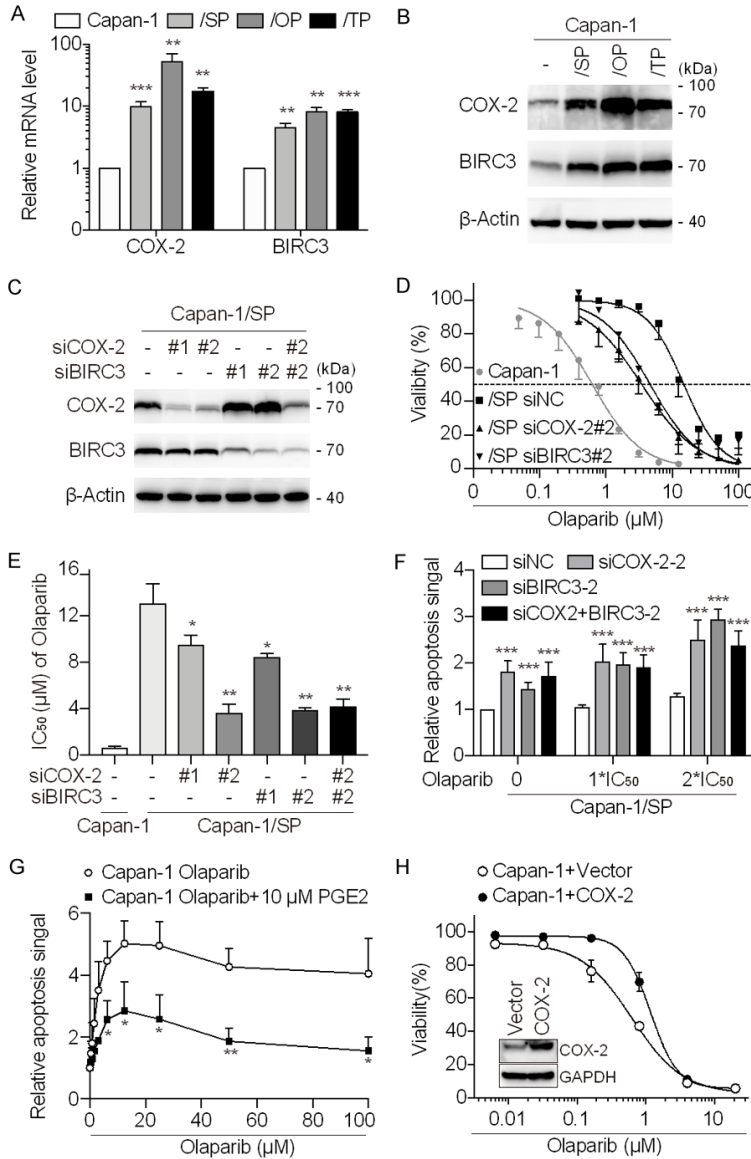 A
Capan-1 /SP /OP /TP
Relative mRNA level
100
10
1
0
*** ** **
** ** ***
COX-2 BIRC3
B
Capan-1
- /SP /OP /TP (kDa)
COX-2
- 100
- 70
BIRC3 - 70
β-Actin - 40
C
Capan-1/SP
siCOX-2 - #1 #2 - - #2
siBIRC3 - - - #1 #2 #2 (kDa)
- 100
COX-2 - 70
BIRC3 - 70
β-Actin - 40
D
Vialibity (%)
100
80
60
40
20
0
Capan-1
/SP siNC
/SP siCOX-2#2
/SP siBIRC3#2
0 0.1 1 10 100
Olaparib (µM)
E
IC50 (µM) of Olaparib
16
12
8
4
0
* ** * ** **
siCOX-2 - - #1 #2 - - #2
siBIRC3 - - - - #1 #2 #2
Capan-1 Capan-1/SP
F
siNC siCOX-2-2
siBIRC3-2
siCOX2+BIRC3-2
Relative apoptosis singal
4
3
2
1
0
*** *** ***
*** *** ***
*** *** ***
Olaparib 0 1*IC50 2*IC50
Capan-1/SP
G
Capan-1 Olaparib
Capan-1 Olaparib+10 µM PGE2
Relative apoptosis singal
6
4
2
0
* * * ** *
0 20 40 60 80 100
Olaparib (µM)
H
Capan-1+Vector
Capan-1+COX-2
Viability(%)
100
80
60
40
20
0
Vector
COX-2
COX-2
GAPDH
0.01 0.1 1 10
Olaparib (µM)